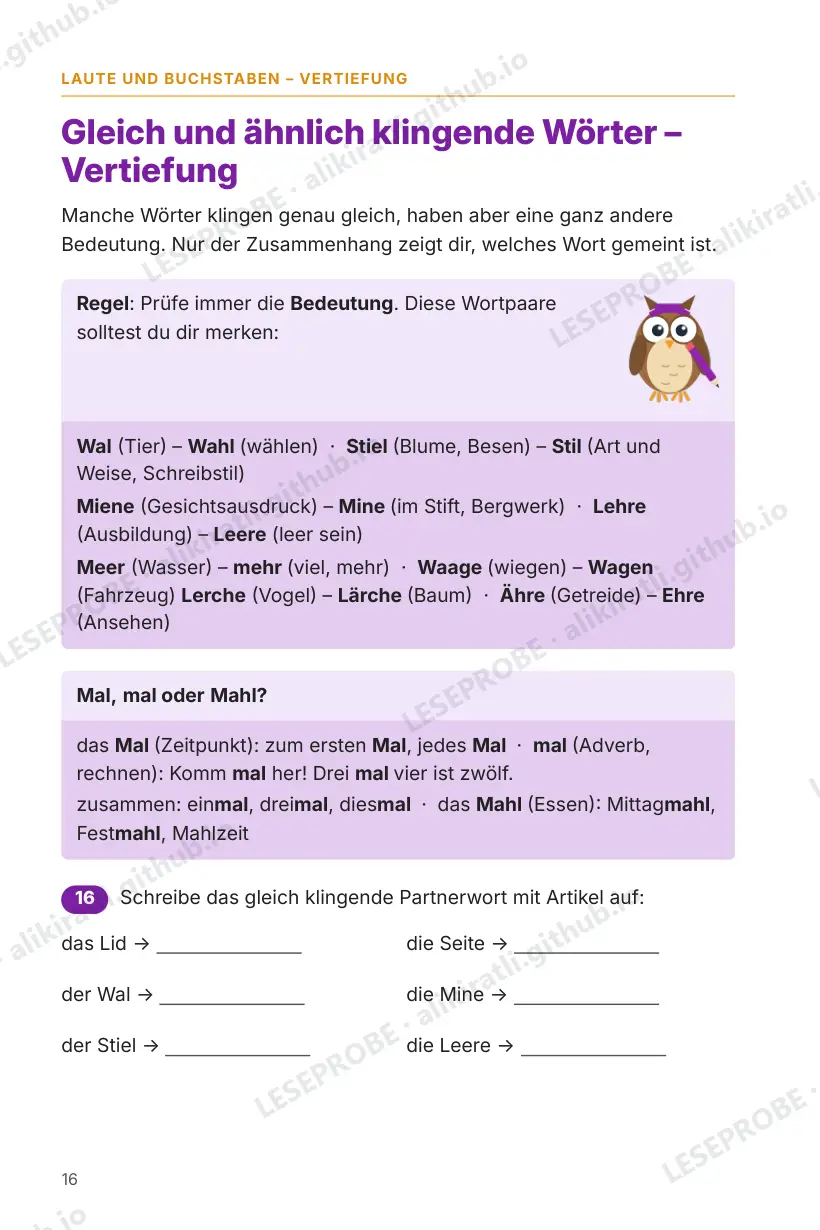 LAUTE UND BUCHSTABEN – VERTIEFUNG
Gleich und ähnlich klingende Wörter –
Vertiefung
Manche Wörter klingen genau gleich, haben aber eine ganz andere
Bedeutung. Nur der Zusammenhang zeigt dir, welches Wort gemeint ist.
Regel: Prüfe immer die Bedeutung. Diese Wortpaare
solltest du dir merken:
Wal (Tier) – Wahl (wählen) · Stiel (Blume, Besen) – Stil (Art und
Weise, Schreibstil)
Miene (Gesichtsausdruck) – Mine (im Stift, Bergwerk) · Lehre
(Ausbildung) – Leere (leer sein)
Meer (Wasser) – mehr (viel, mehr) · Waage (wiegen) – Wagen
(Fahrzeug) Lerche (Vogel) – Lärche (Baum) · Ähre (Getreide) – Ehre
(Ansehen)
Mal, mal oder Mahl?
das Mal (Zeitpunkt): zum ersten Mal, jedes Mal · mal (Adverb,
rechnen): Komm mal her! Drei mal vier ist zwölf.
zusammen: einmal, dreimal, diesmal · das Mahl (Essen): Mittagmahl,
Festmahl, Mahlzeit
16 Schreibe das gleich klingende Partnerwort mit Artikel auf:
das Lid → _______________ die Seite → _______________
der Wal → _______________ die Mine → _______________
der Stiel → _______________ die Leere → _______________
16
LESEPROBE · alikiratli.github.io